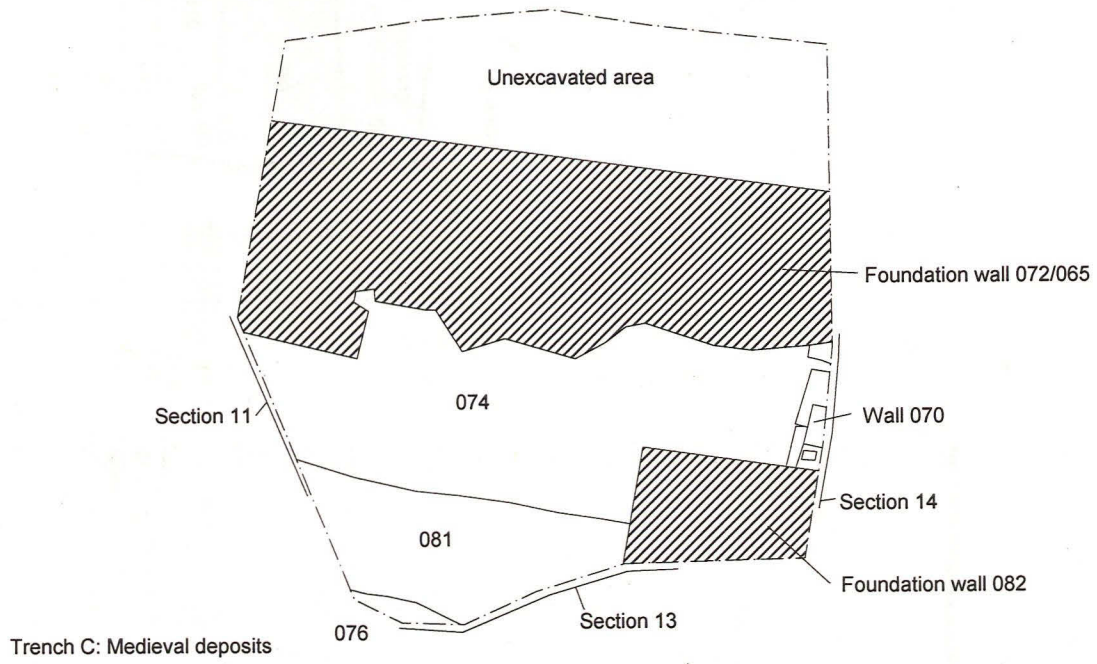 Unexcavated area
Foundation wall 072/065
074
Section 11
Wall 070
Section 14
081
Foundation wall 082
Section 13
076
Trench C: Medieval deposits